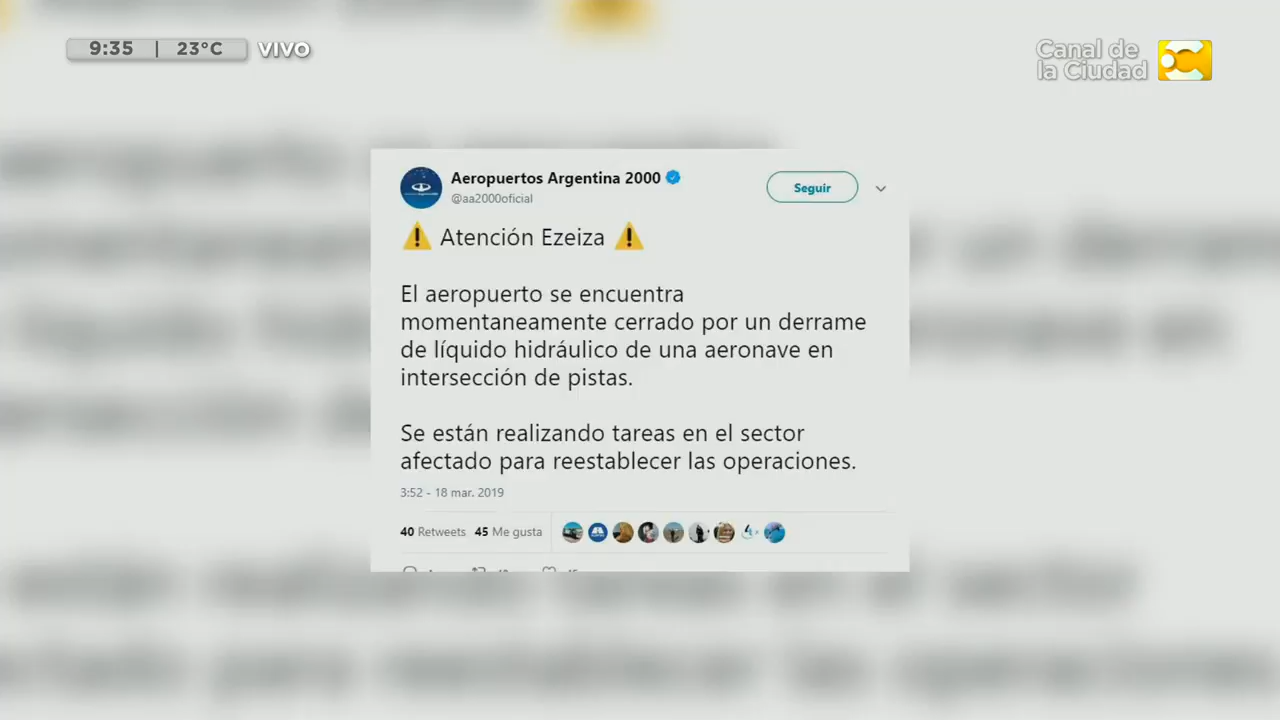 9:35 | 23°C VIVO
Canal de
la Ciudad
Aeropuertos Argentina 2000
@aa2000oficial
Seguir
⚠ Atención Ezeiza ⚠
El aeropuerto se encuentra
momentaneamente cerrado por un derrame
de líquido hidráulico de una aeronave en
intersección de pistas.
Se están realizando tareas en el sector
afectado para reestablecer las operaciones.
3:52 - 18 mar. 2019
40 Retweets 45 Me gusta